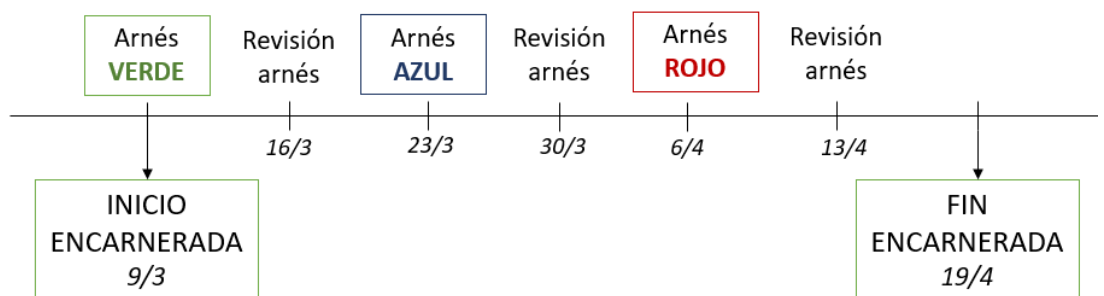 Arnés
VERDE
Revisión
arnés
Arnés
AZUL
Revisión
arnés
Arnés
ROJO
Revisión
arnés
16/3
23/3
30/3
6/4
13/4
INICIO
ENCARNERADA
9/3
FIN
ENCARNERADA
19/4